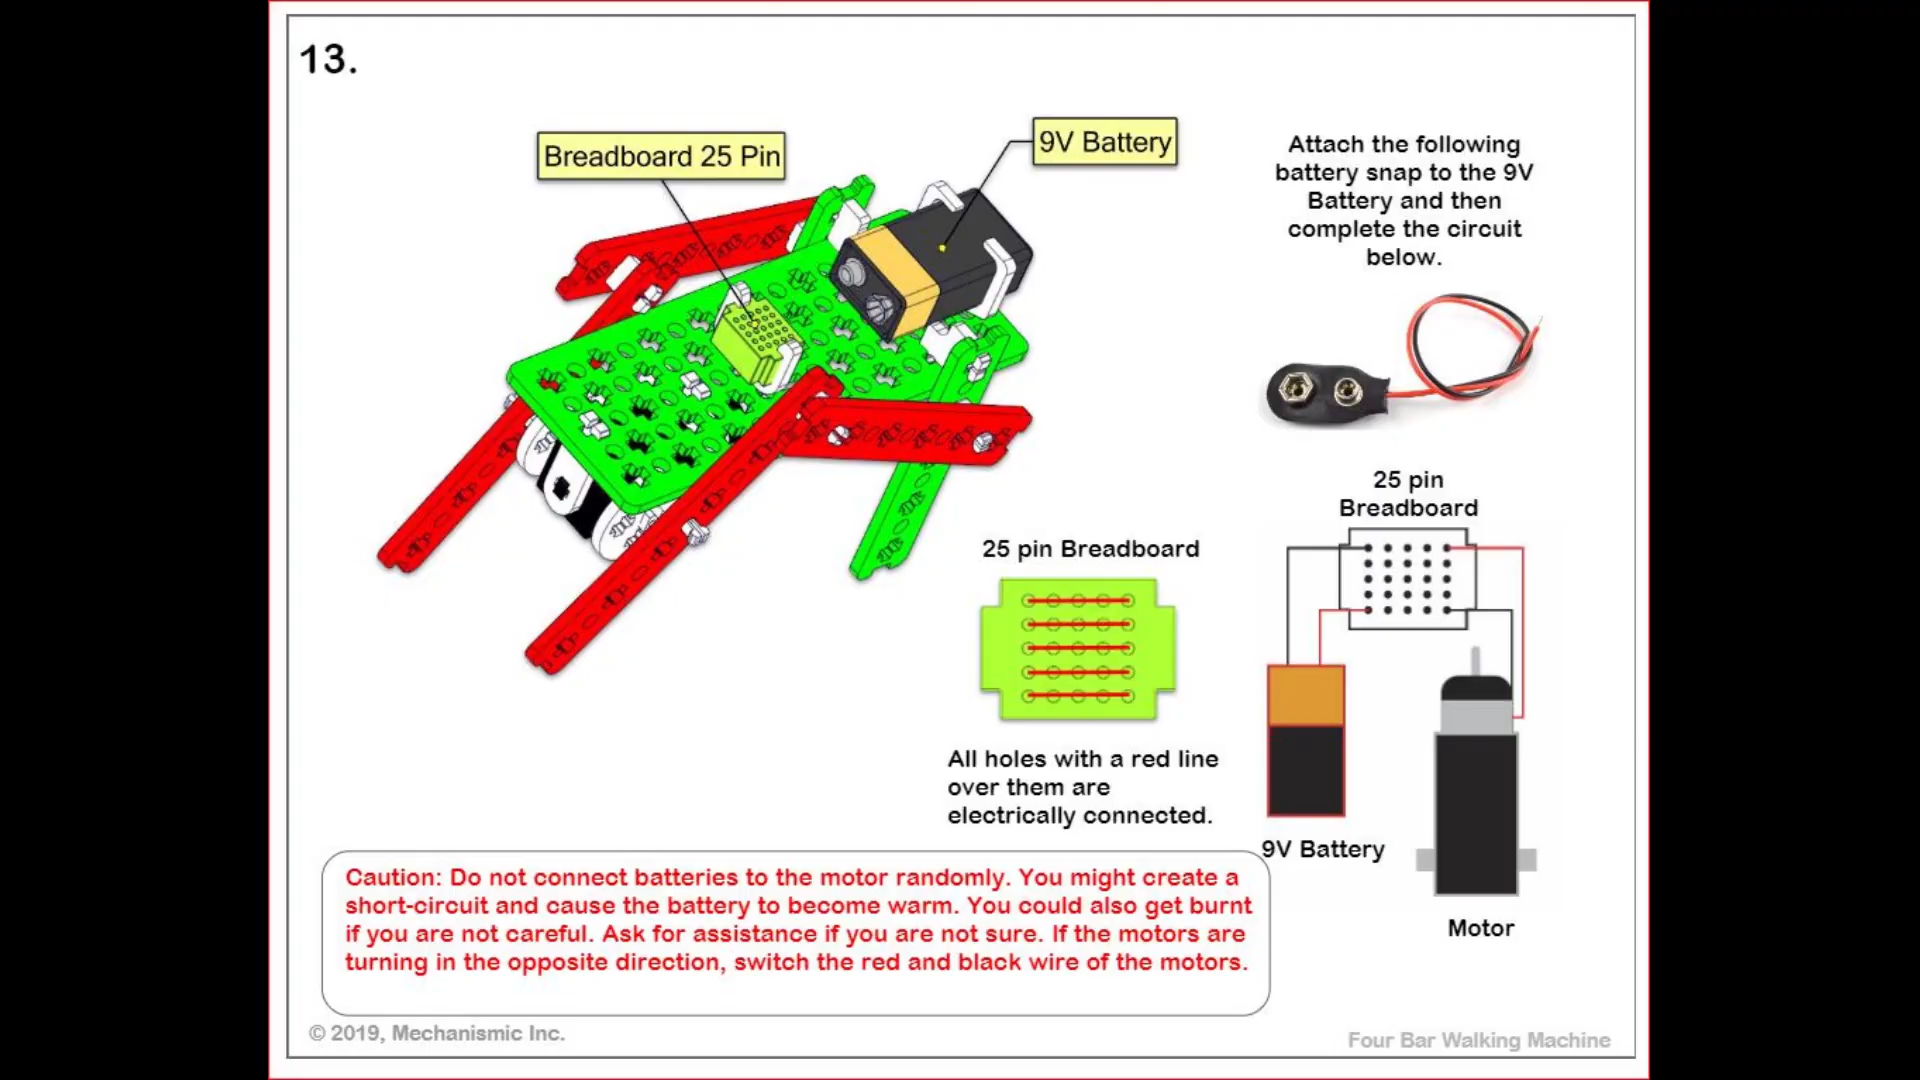 13.
Breadboard 25 Pin
9V Battery
Attach the following
battery snap to the 9V
Battery and then
complete the circuit
below.
25 pin
Breadboard
25 pin Breadboard
All holes with a red line
over them are
electrically connected.
9V Battery
Motor
Caution: Do not connect batteries to the motor randomly. You might create a
short-circuit and cause the battery to become warm. You could also get burnt
if you are not careful. Ask for assistance if you are not sure. If the motors are
turning in the opposite direction, switch the red and black wire of the motors.
© 2019, Mechanismic Inc.
Four Bar Walking Machine